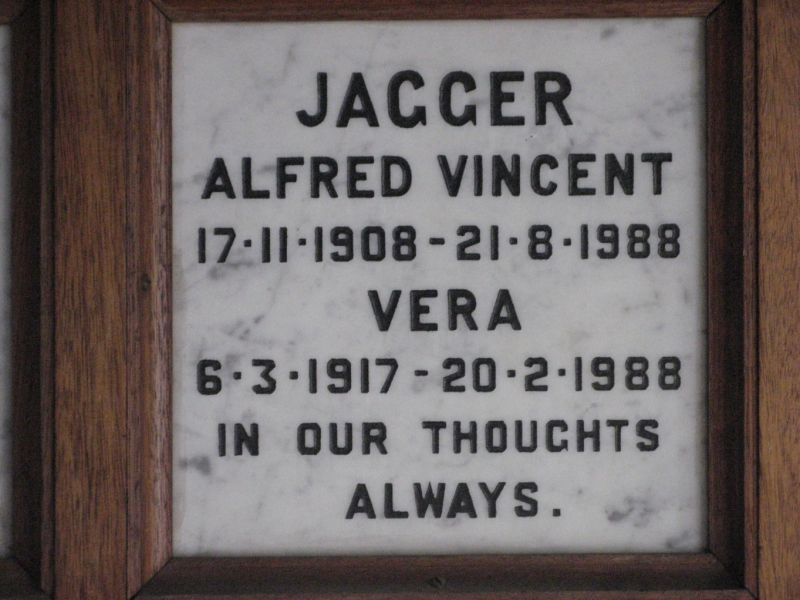 JAGGER
ALFRED VINCENT
17·11·1908-21·8·1988
VERA
6·3·1917-20·2·1988
IN OUR THOUGHTS
ALWAYS.